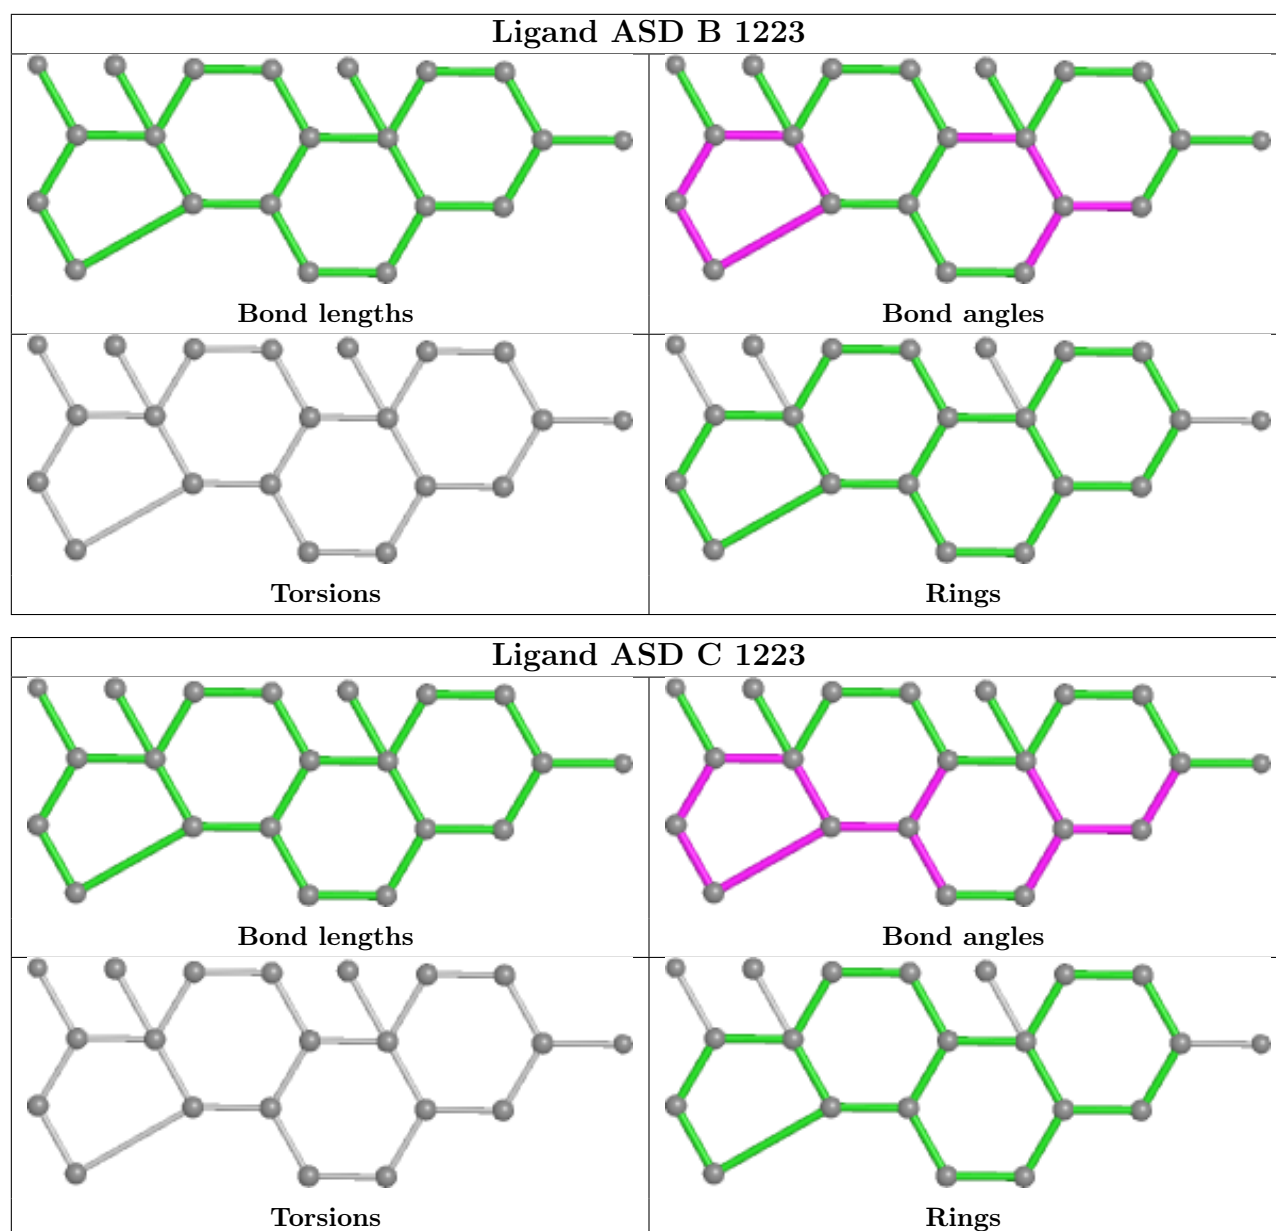 Ligand ASD B 1223
Bond lengths
Bond angles
Torsions
Rings
Ligand ASD C 1223
Bond lengths
Bond angles
Torsions
Rings